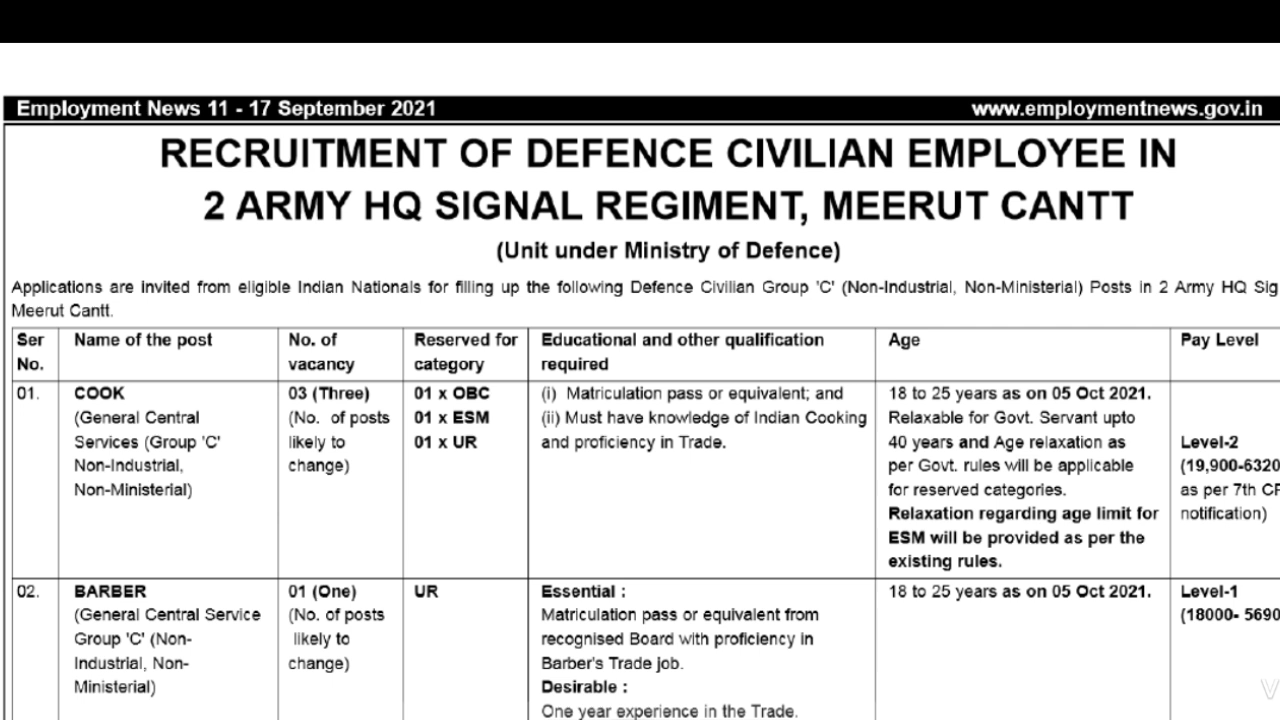 Employment News 11 - 17 September 2021 www.employmentnews.gov.in
RECRUITMENT OF DEFENCE CIVILIAN EMPLOYEE IN
2 ARMY HQ SIGNAL REGIMENT, MEERUT CANTT
(Unit under Ministry of Defence)
Applications are invited from eligible Indian Nationals for filling up the following Defence Civilian Group 'C' (Non-Industrial, Non-Ministerial) Posts in 2 Army HQ Sig
Meerut Cantt.
Ser
No.
Name of the post
No. of
vacancy
Reserved for
category
Educational and other qualification
required
Age
Pay Level
01.
COOK
(General Central
Services (Group 'C'
Non-Industrial,
Non-Ministerial)
03 (Three)
(No. of posts
likely to
change)
01 x OBC
01 x ESM
01 x UR
(i) Matriculation pass or equivalent; and
(ii) Must have knowledge of Indian Cooking
and proficiency in Trade.
18 to 25 years as on 05 Oct 2021.
Relaxable for Govt. Servant upto
40 years and Age relaxation as
per Govt. rules will be applicable
for reserved categories.
Relaxation regarding age limit for
ESM will be provided as per the
existing rules.
Level-2
(19,900-6320
as per 7th CP
notification)
02.
BARBER
(General Central Service
Group 'C' (Non-
Industrial, Non-
Ministerial)
01 (One)
(No. of posts
likely to
change)
UR
Essential :
Matriculation pass or equivalent from
recognised Board with proficiency in
Barber's Trade job.
Desirable :
One year experience in the Trade.
18 to 25 years as on 05 Oct 2021.
Level-1
(18000- 5690